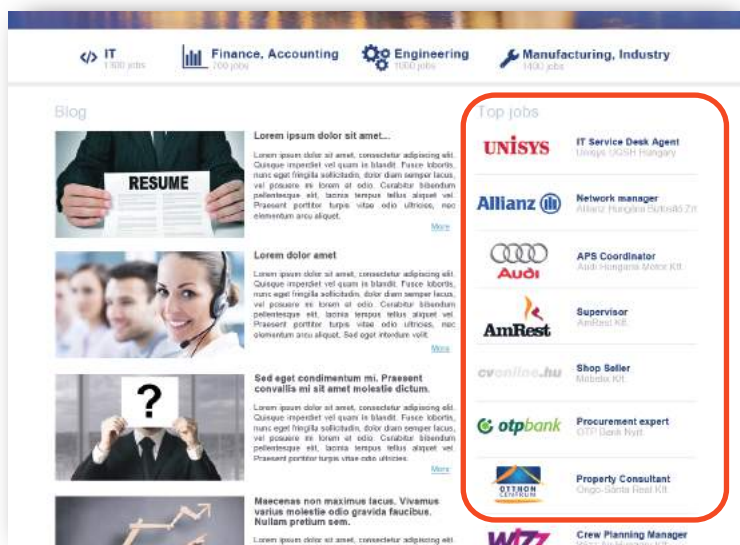 IT
1300 jobs
Finance, Accounting
700 jobs
Engineering
1000 jobs
Manufacturing, Industry
1400 jobs
Blog
RESUME
Lorem ipsum dolor sit amet...
Lorem ipsum dolor sit amet, consectetur adipiscing elit.
Quisque imperdiet vel quam in blandit. Fusce lobortis,
nunc eget fringilla sollicitudin, dolor diam semper lacus,
vel posuere mi lorem at odio. Curabitur bibendum
pellentesque elit, lacinia tempus tellus aliquet vel.
Praesent porttitor turpis vitae odio ultricies, nec
elementum arcu aliquet.
More
Lorem dolor amet
Lorem ipsum dolor sit amet, consectetur adipiscing elit.
Quisque imperdiet vel quam in blandit. Fusce lobortis,
nunc eget fringilla sollicitudin, dolor diam semper lacus,
vel posuere mi lorem at odio. Curabitur bibendum
pellentesque elit, lacinia tempus tellus aliquet vel.
Praesent porttitor turpis vitae odio ultricies, nec
elementum arcu aliquet. Sed eget interdum velit.
More
?
Sed eget condimentum mi. Praesent
convallis mi sit amet molestie dictum.
Lorem ipsum dolor sit amet, consectetur adipiscing elit.
Quisque imperdiet vel quam in blandit. Fusce lobortis,
nunc eget fringilla sollicitudin, dolor diam semper lacus,
vel posuere mi lorem et odio. Curabitur bibendum
pellentesque elit, lacinia tempus tellus aliquet vel.
Praesent porttitor turpis vitae odio ultricies.
More
Maecenas non maximus lacus. Vivamus
varius molestie odio gravida faucibus.
Nullam pretium sem.
Lorem ipsum dolor sit amet, consectetur adipiscing elit.
Top jobs
UNISYS
IT Service Desk Agent
Unisys UGSH Hungary
Allianz
Network manager
Allianz Hungária Biztosító Zrt.
Audi
APS Coordinator
Audi Hungaria Motor Kft.
AmRest
Supervisor
AmRest Kft.
cvonline.hu
Shop Seller
Mobilax Kft.
otpbank
Procurement expert
OTP Bank Nyrt.
OTTHON
CENTRUM
Property Consultant
Ongo-Santa Real Kft.
WIZZ
Crew Planning Manager